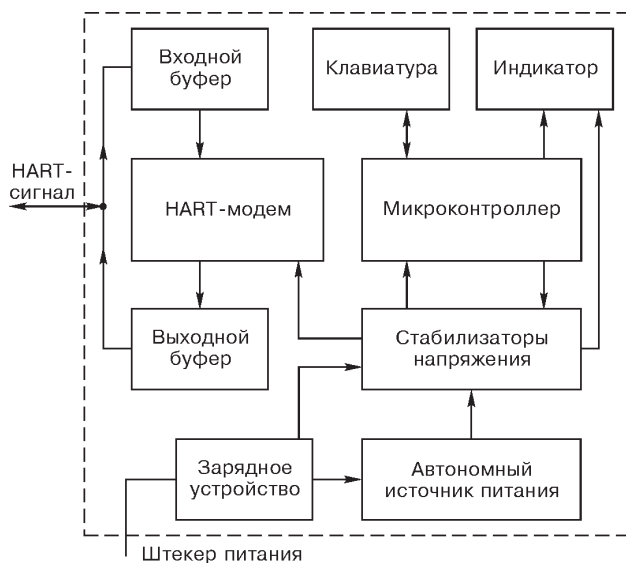 Входной
буфер
Клавиатура
Индикатор
HART-
сигнал
HART-модем
Микроконтроллер
Выходной
буфер
Стабилизаторы
напряжения
Зарядное
устройство
Автономный
источник питания
Штекер питания